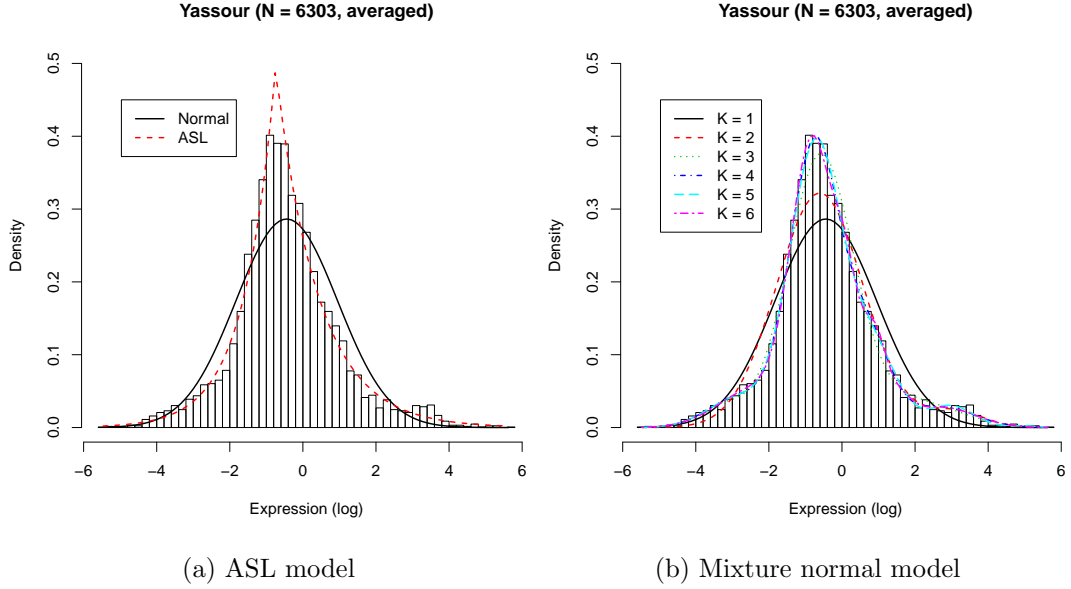 Yassour (N = 6303, averaged)
Density
0.5
0.4
0.3
0.2
0.1
0.0
Normal
ASL
−6
−4
−2
0
2
4
6
Expression (log)
(a) ASL model
Yassour (N = 6303, averaged)
Density
0.5
0.4
0.3
0.2
0.1
0.0
K = 1
K = 2
K = 3
K = 4
K = 5
K = 6
−6
−4
−2
0
2
4
6
Expression (log)
(b) Mixture normal model